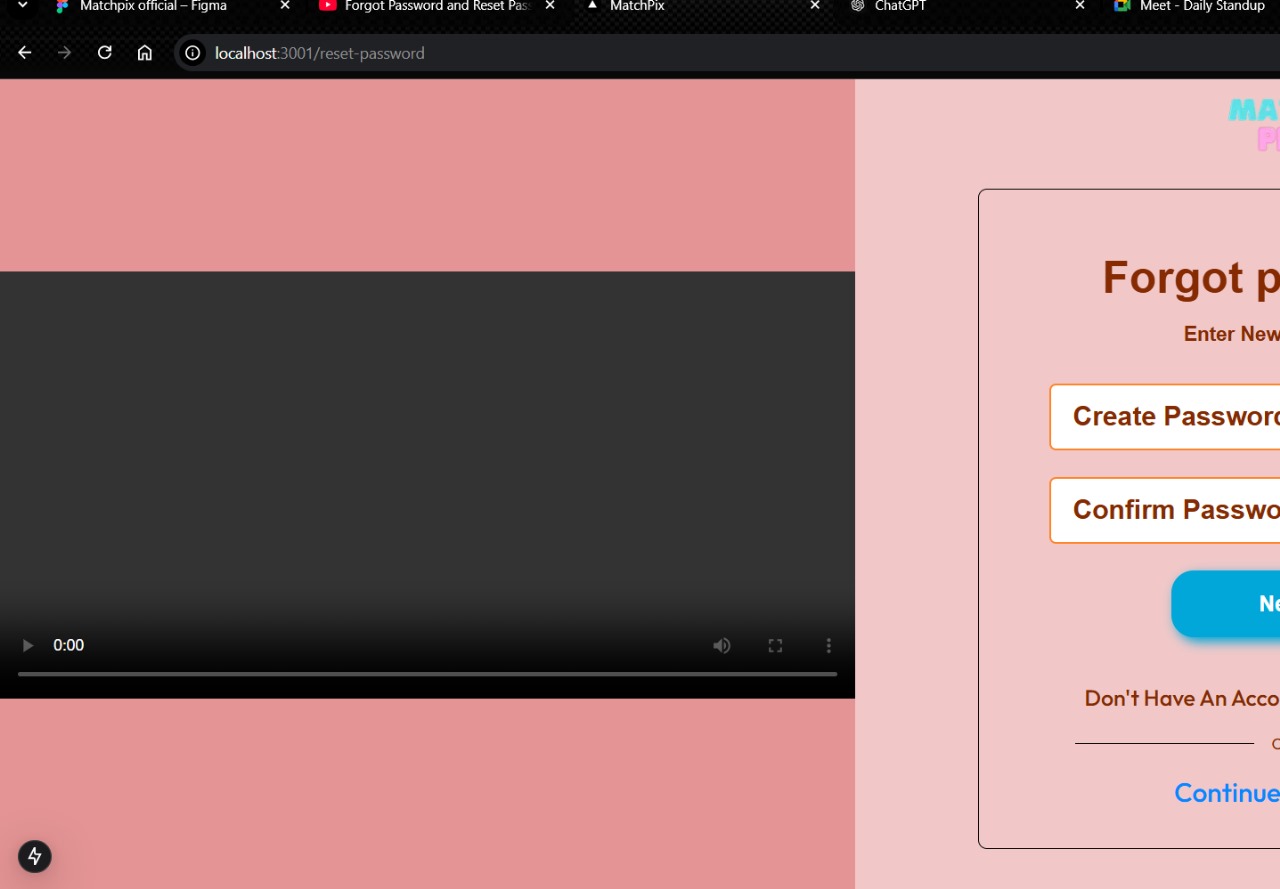 Matchpix official – Figma
Forgot Password and Reset Pas
MatchPix
ChatGPT
Meet - Daily Standup
localhost:3001/reset-password
MA
P
Forgot p
Enter New
Create Password
Confirm Passwo
0:00
Ne
Don't Have An Acco
Continue